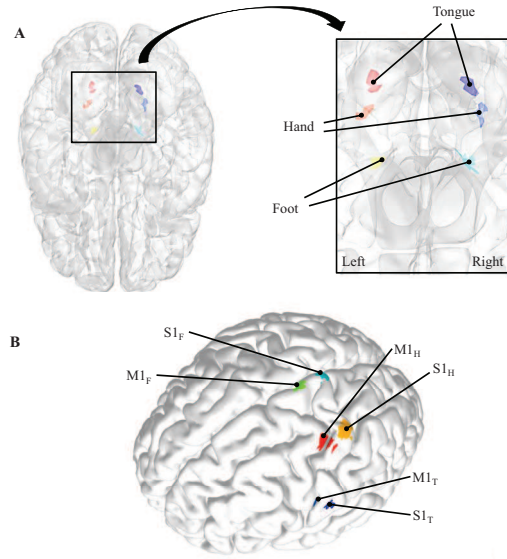 A
Tongue
Hand
Foot
Left
Right
B
S1F
M1F
M1H
S1H
M1T
S1T